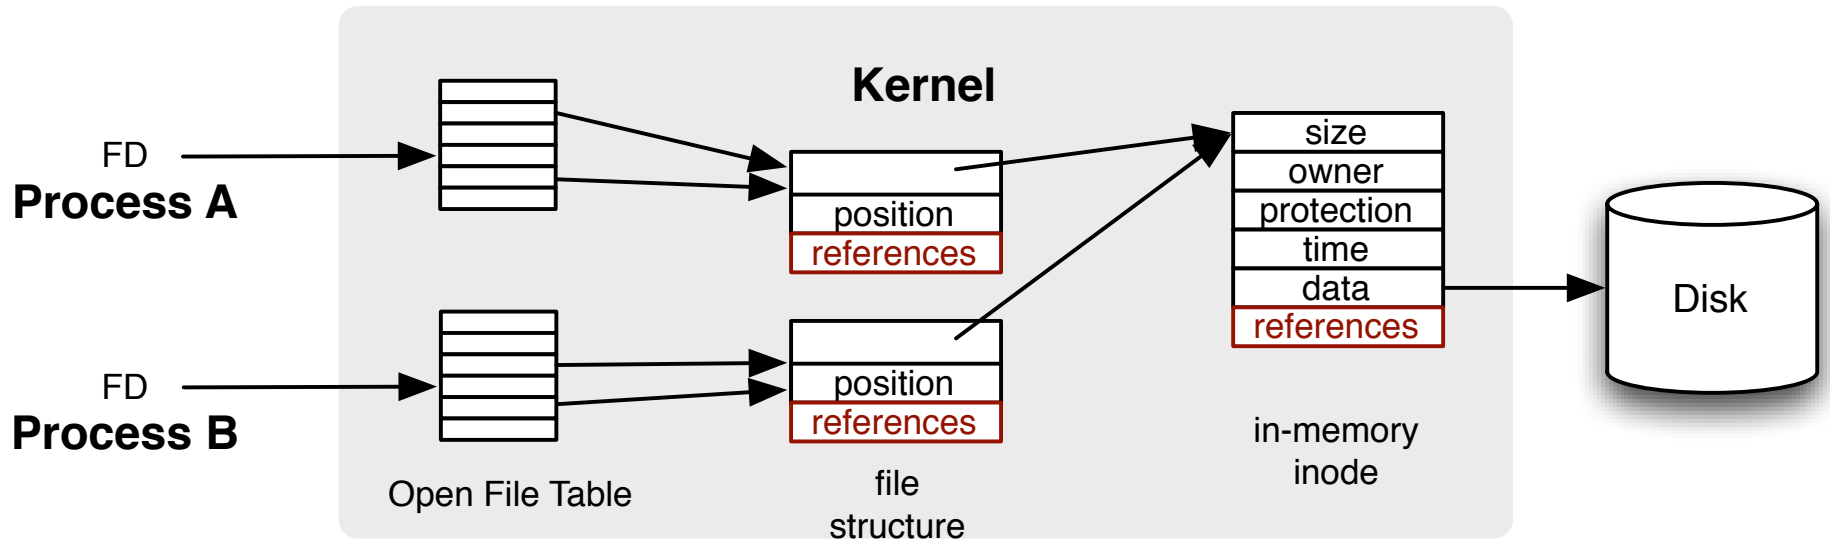 Kernel
FD
Process A
FD
Process B
Open File Table
position
references
position
references
file
structure
size
owner
protection
time
data
references
in-memory
inode
Disk